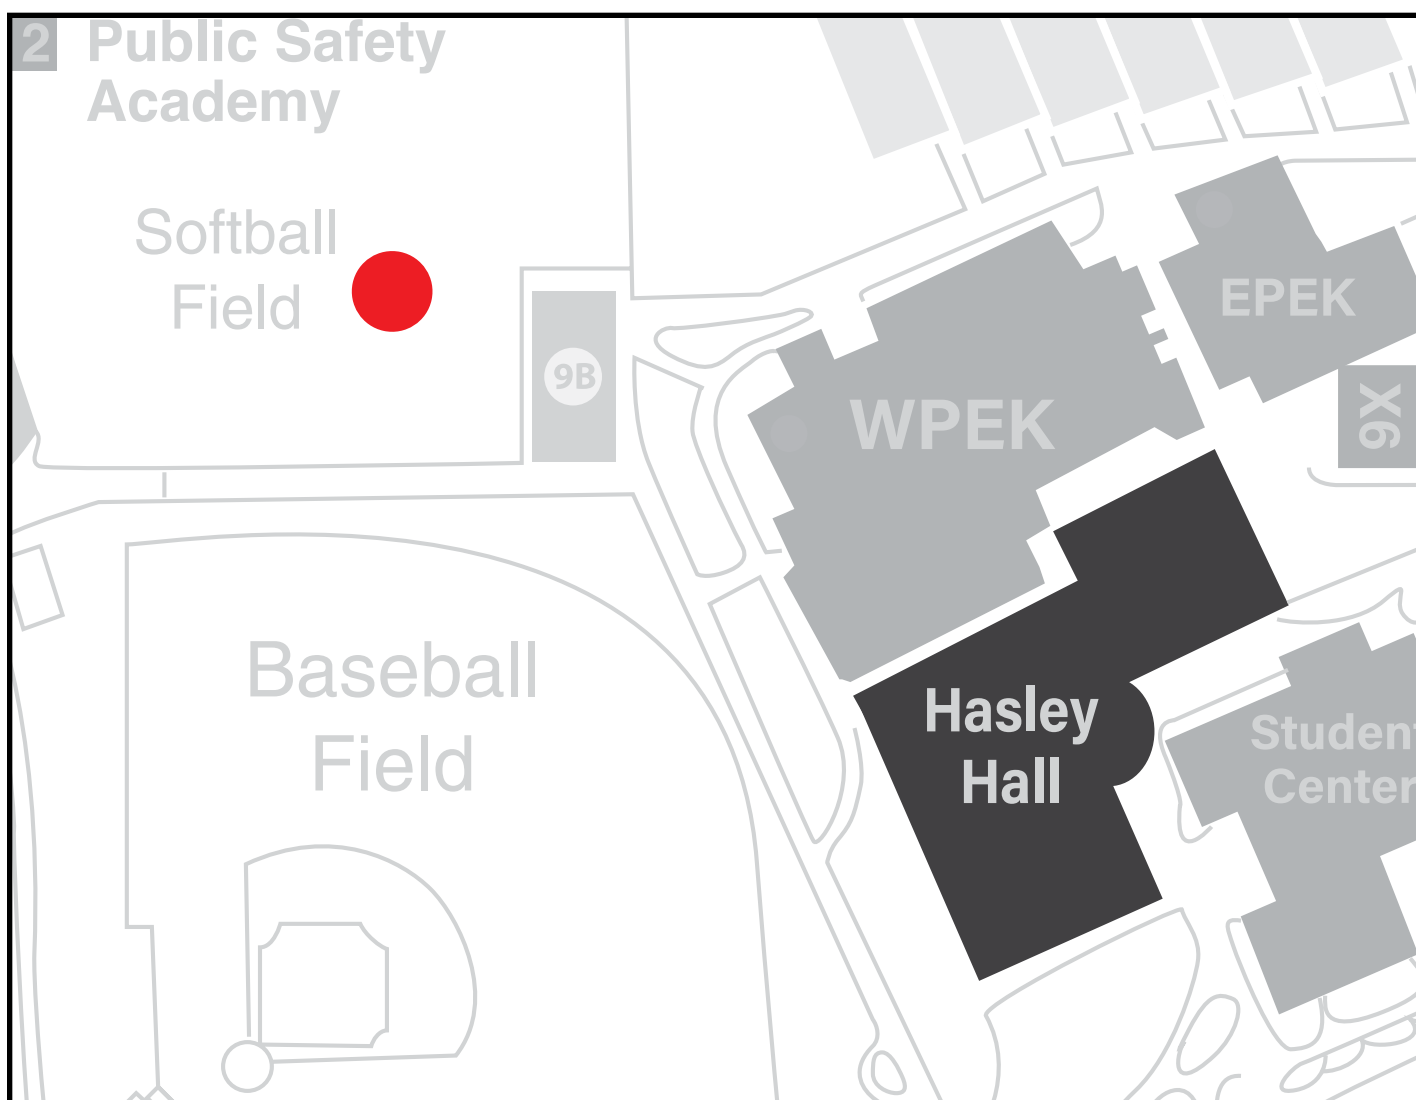 2
Public Safety
Academy
Softball
Field
9B
EPEK
WPEK
9X
Baseball
Field
Hasley
Hall
Student
Center